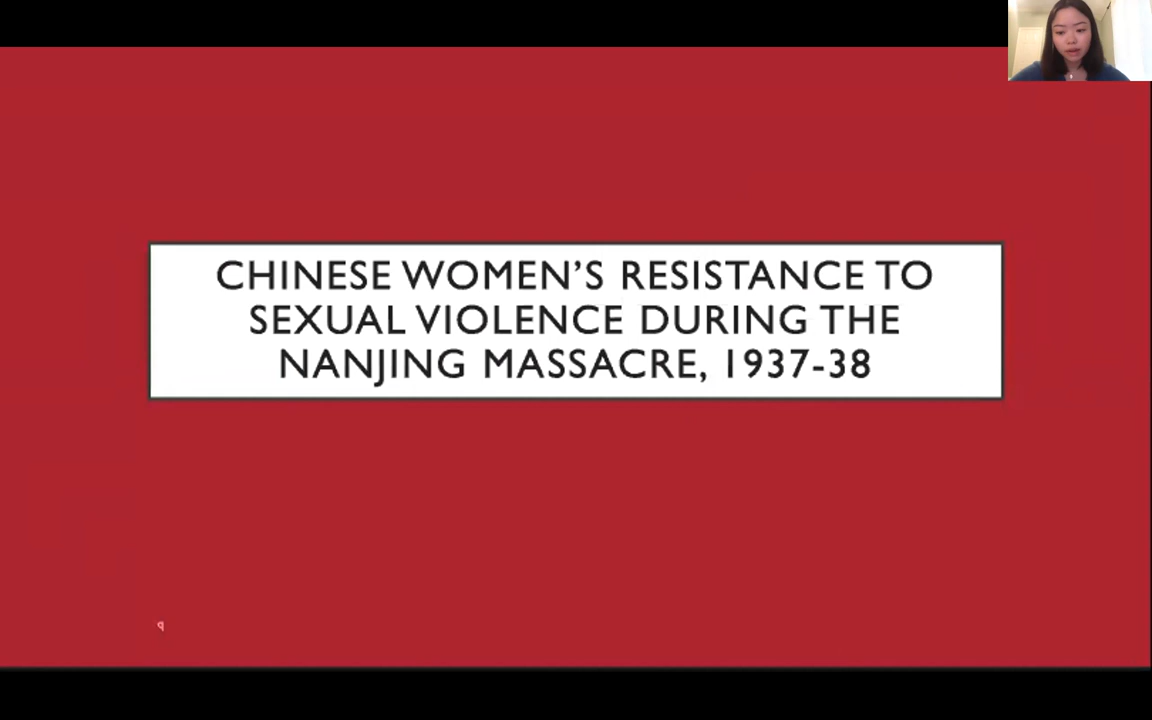 CHINESE WOMEN'S RESISTANCE TO
SEXUAL VIOLENCE DURING THE
NANJING MASSACRE, 1937-38